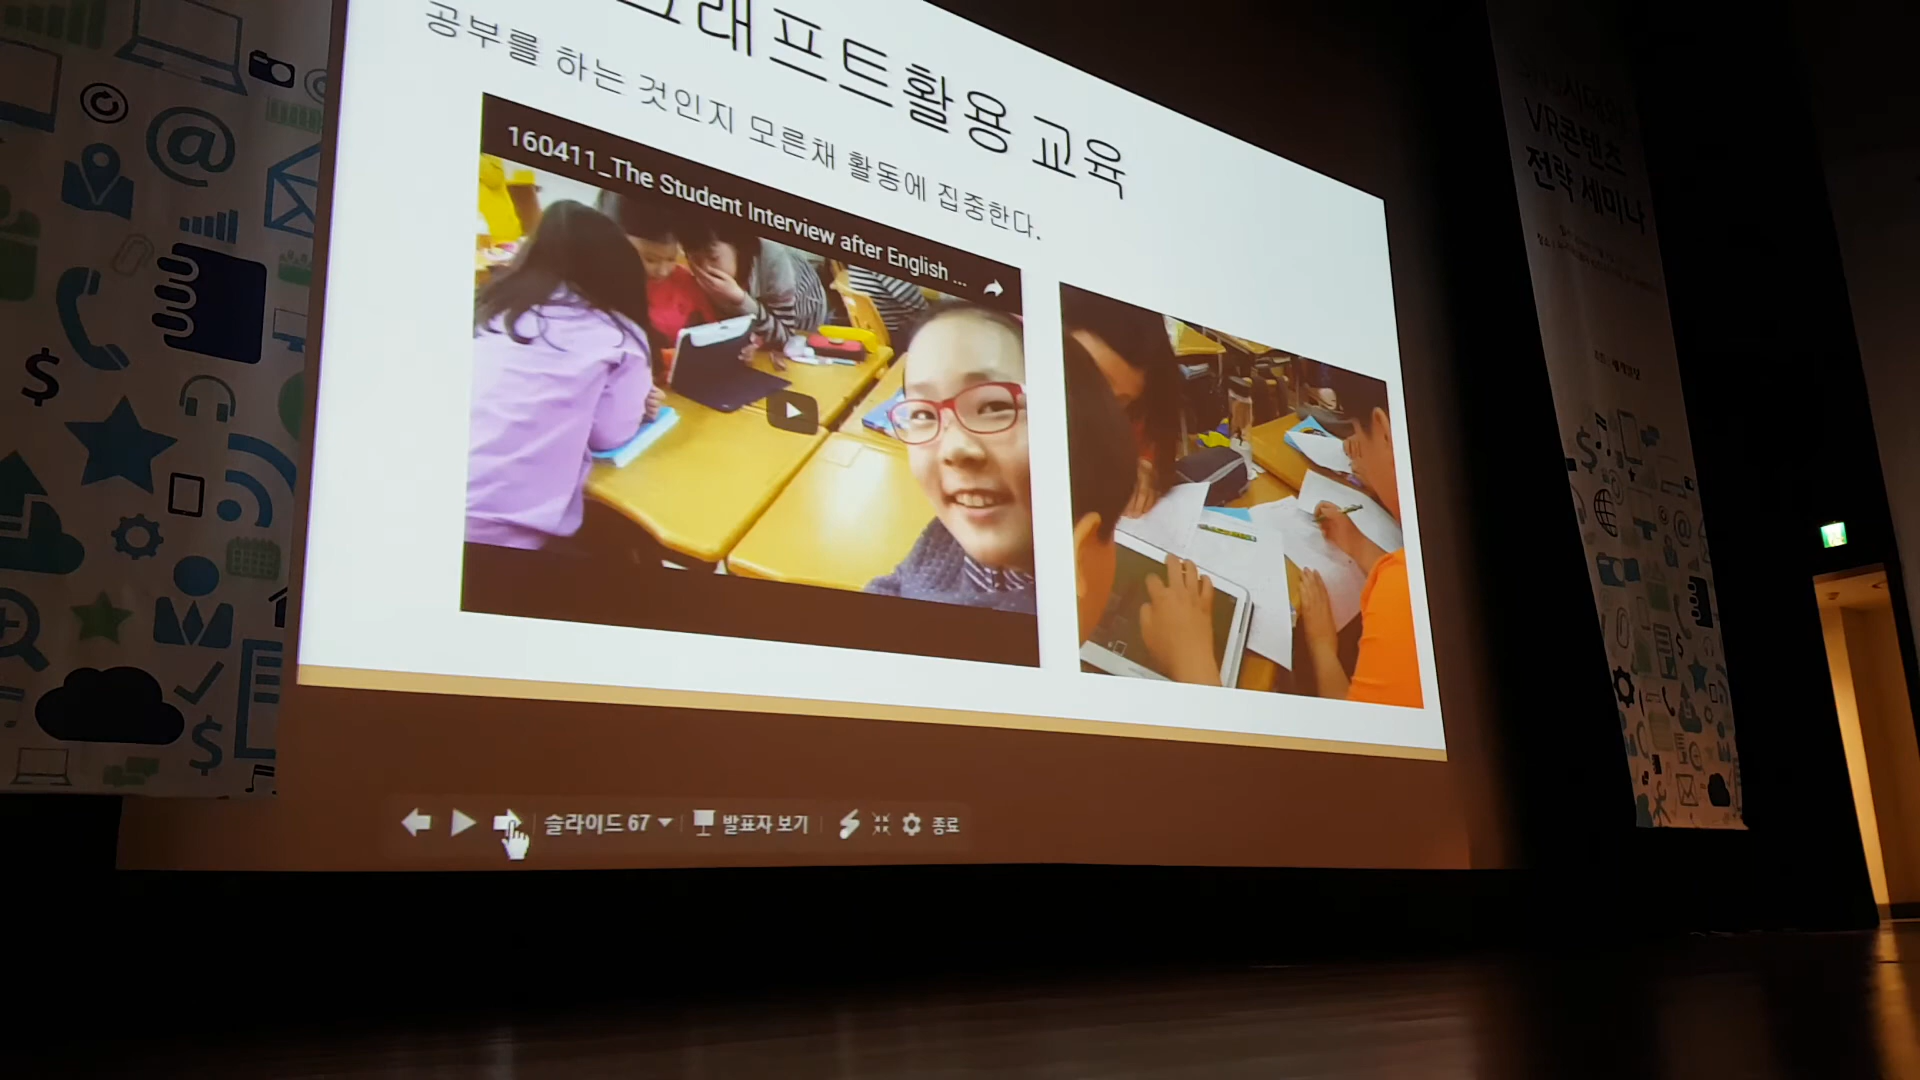 크래프트활용 교육
공부를 하는 것인지 모른채 활동에 집중한다.
160411_The Student Interview after English ...
슬라이드 67
발표자 보기
종료
VR콘텐츠
전략 세미나